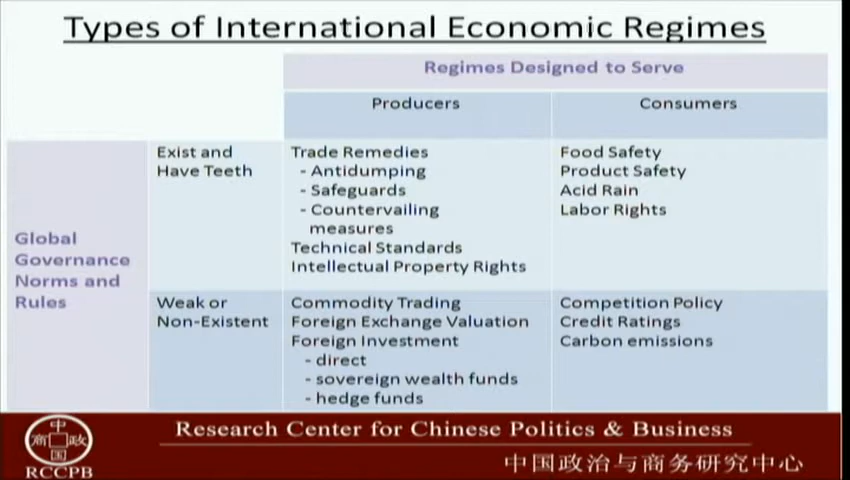 Types of International Economic Regimes
Regimes Designed to Serve
Producers
Consumers
Global
Governance
Norms and
Rules
Exist and
Have Teeth
Trade Remedies
- Antidumping
- Safeguards
- Countervailing
measures
Technical Standards
Intellectual Property Rights
Food Safety
Product Safety
Acid Rain
Labor Rights
Weak or
Non-Existent
Commodity Trading
Foreign Exchange Valuation
Foreign Investment
- direct
- sovereign wealth funds
- hedge funds
Competition Policy
Credit Ratings
Carbon emissions
中
商 政
国
RCCPB
Research Center for Chinese Politics & Business
中国政治与商务研究中心